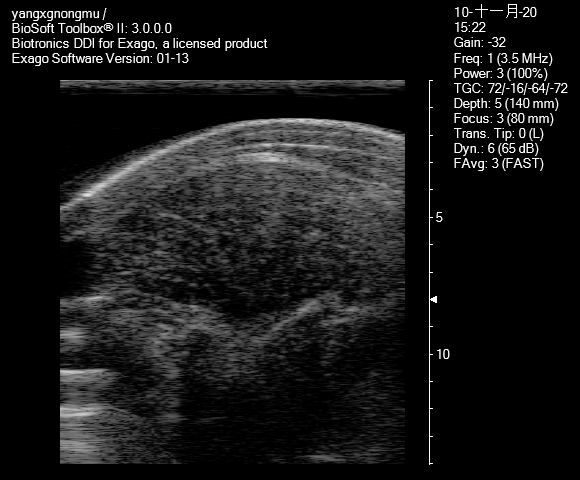 yangxgnongmu /
BioSoft Toolbox® II: 3.0.0.0
Biotronics DDI for Exago, a licensed product
Exago Software Version: 01-13
10-十一月-20
15:22
Gain: -32
Freq: 1 (3.5 MHz)
Power: 3 (100%)
TGC: 72/-16/-64/-72
Depth: 5 (140 mm)
Focus: 3 (80 mm)
Trans. Tip: 0 (L)
Dyn.: 6 (65 dB)
FAvg: 3 (FAST)
5
10